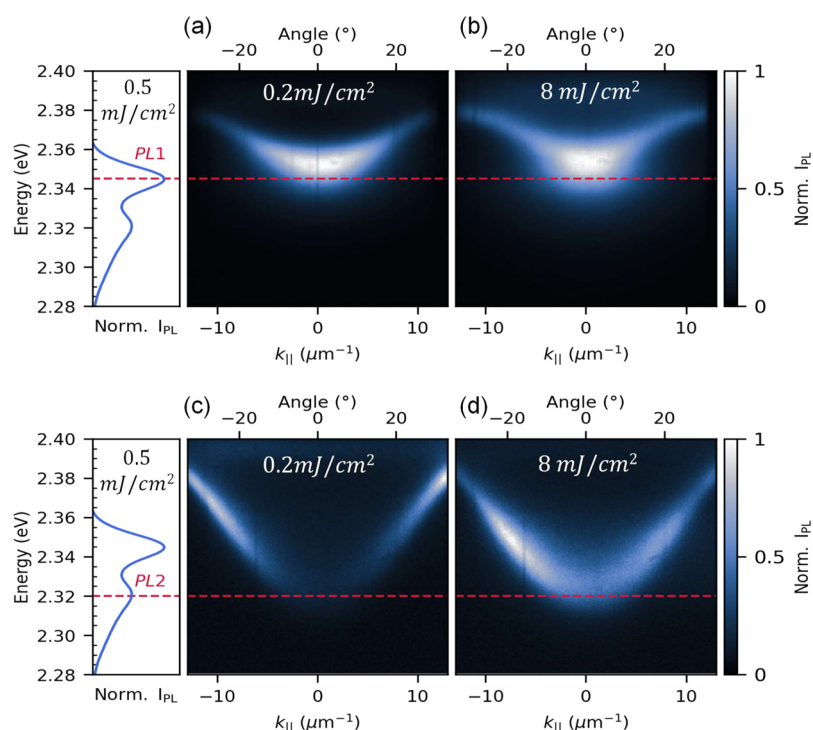 (a) Angle (°) (b) Angle (°)
−20 0 20 −20 0 20
2.40
2.38
2.36
2.34
2.32
2.30
2.28
Energy (eV)
0.5
mJ/cm²
PL1
Norm. I_PL
0.2mJ/cm²
8 mJ/cm²
−10 0 10
k_|| (μm⁻¹)
−10 0 10
k_|| (μm⁻¹)
1
0.5
0
Norm. I_PL
(c) Angle (°) (d) Angle (°)
−20 0 20 −20 0 20
2.40
2.38
2.36
2.34
2.32
2.30
2.28
Energy (eV)
0.5
mJ/cm²
PL2
Norm. I_PL
0.2mJ/cm²
8 mJ/cm²
−10 0 10
k_|| (μm⁻¹)
−10 0 10
k_|| (μm⁻¹)
1
0.5
0
Norm. I_PL